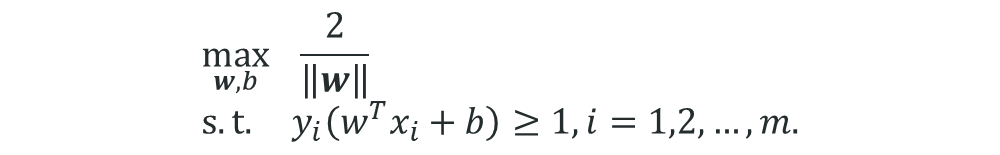 max w,b 2/||w||
s.t. yᵢ(wᵀxᵢ + b) ≥ 1, i = 1,2, ..., m.